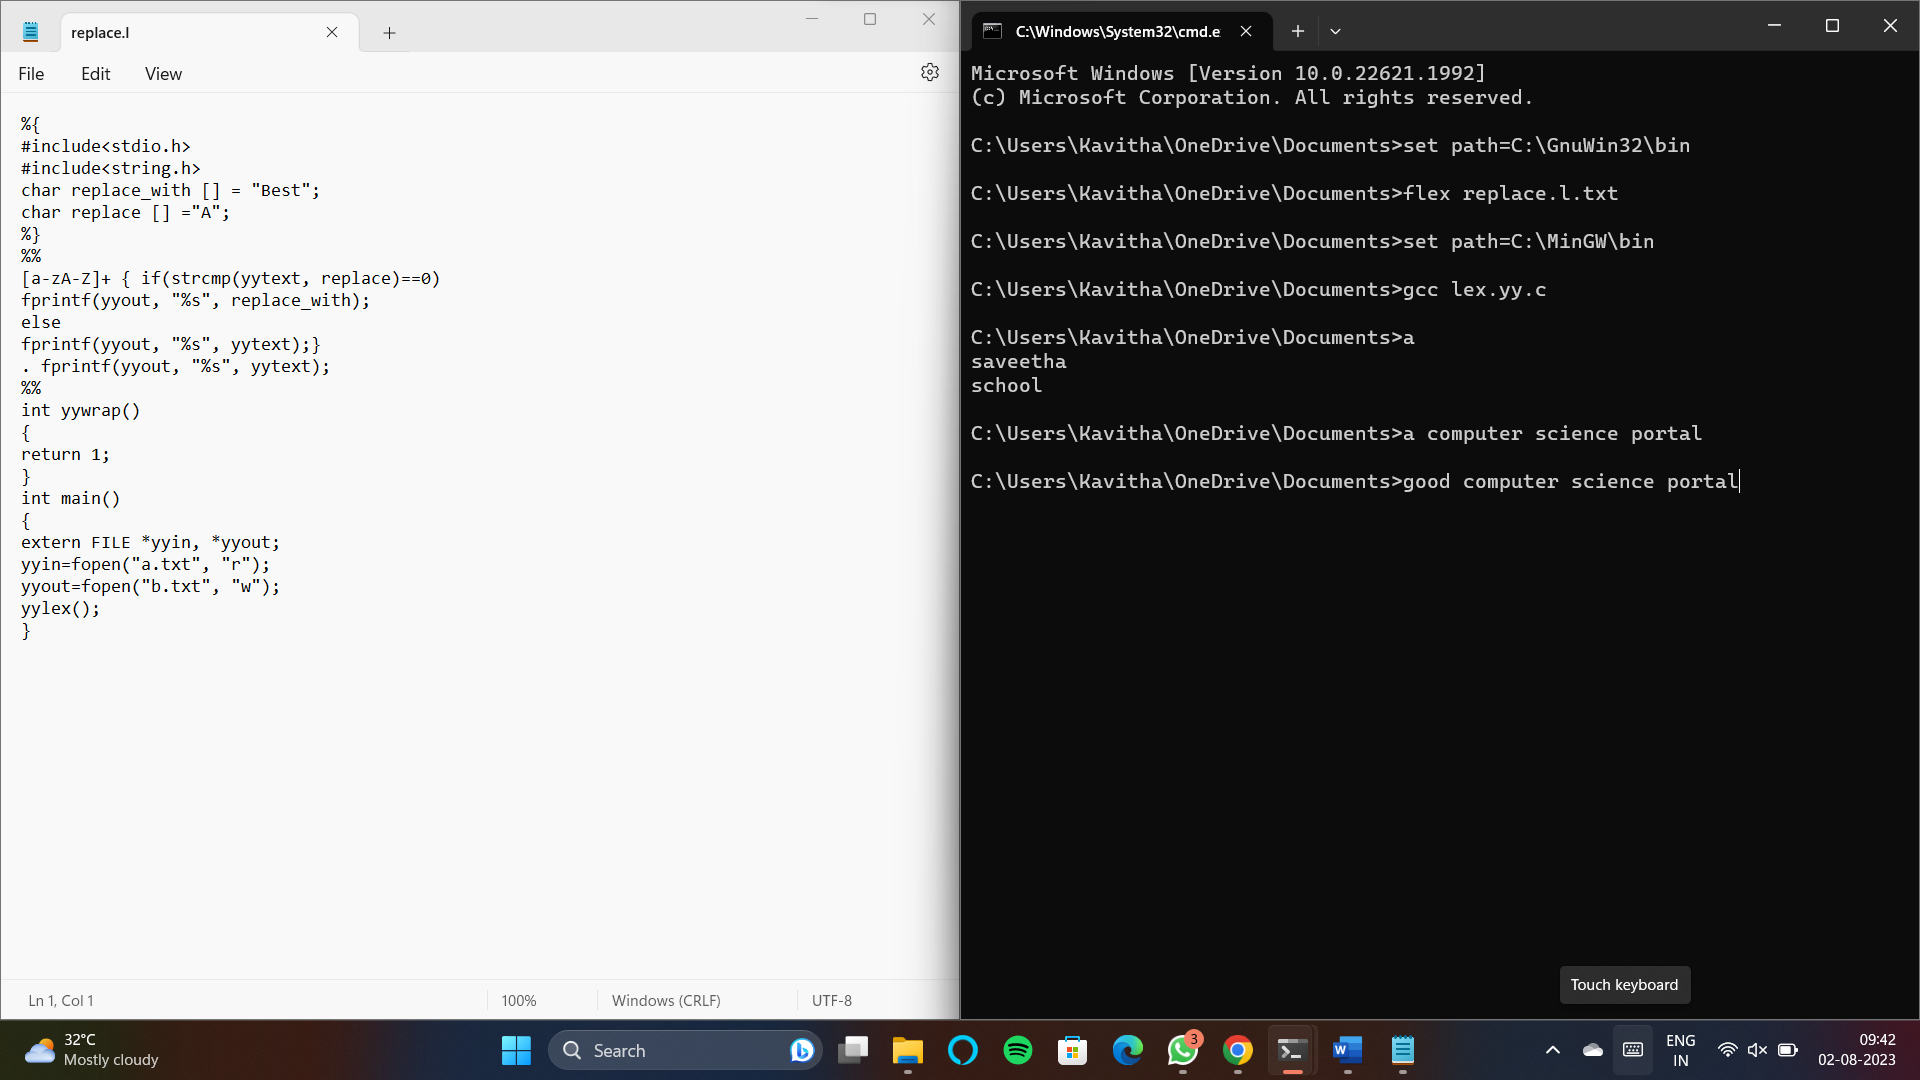 replace.l
File Edit View
%{
#include<stdio.h>
#include<string.h>
char replace_with [] = "Best";
char replace [] ="A";
%}
%%
[a-zA-Z]+ { if(strcmp(yytext, replace)==0)
fprintf(yyout, "%s", replace_with);
else
fprintf(yyout, "%s", yytext);}
. fprintf(yyout, "%s", yytext);
%%
int yywrap()
{
return 1;
}
int main()
{
extern FILE *yyin, *yyout;
yyin=fopen("a.txt", "r");
yyout=fopen("b.txt", "w");
yylex();
}
Ln 1, Col 1 100% Windows (CRLF) UTF-8
C:\Windows\System32\cmd.e
Microsoft Windows [Version 10.0.22621.1992]
(c) Microsoft Corporation. All rights reserved.
C:\Users\Kavitha\OneDrive\Documents>set path=C:\GnuWin32\bin
C:\Users\Kavitha\OneDrive\Documents>flex replace.l.txt
C:\Users\Kavitha\OneDrive\Documents>set path=C:\MinGW\bin
C:\Users\Kavitha\OneDrive\Documents>gcc lex.yy.c
C:\Users\Kavitha\OneDrive\Documents>a
saveetha
school
C:\Users\Kavitha\OneDrive\Documents>a computer science portal
C:\Users\Kavitha\OneDrive\Documents>good computer science portal
Touch keyboard
32°C
Mostly cloudy
Search
3
ENG
IN
09:42
02-08-2023